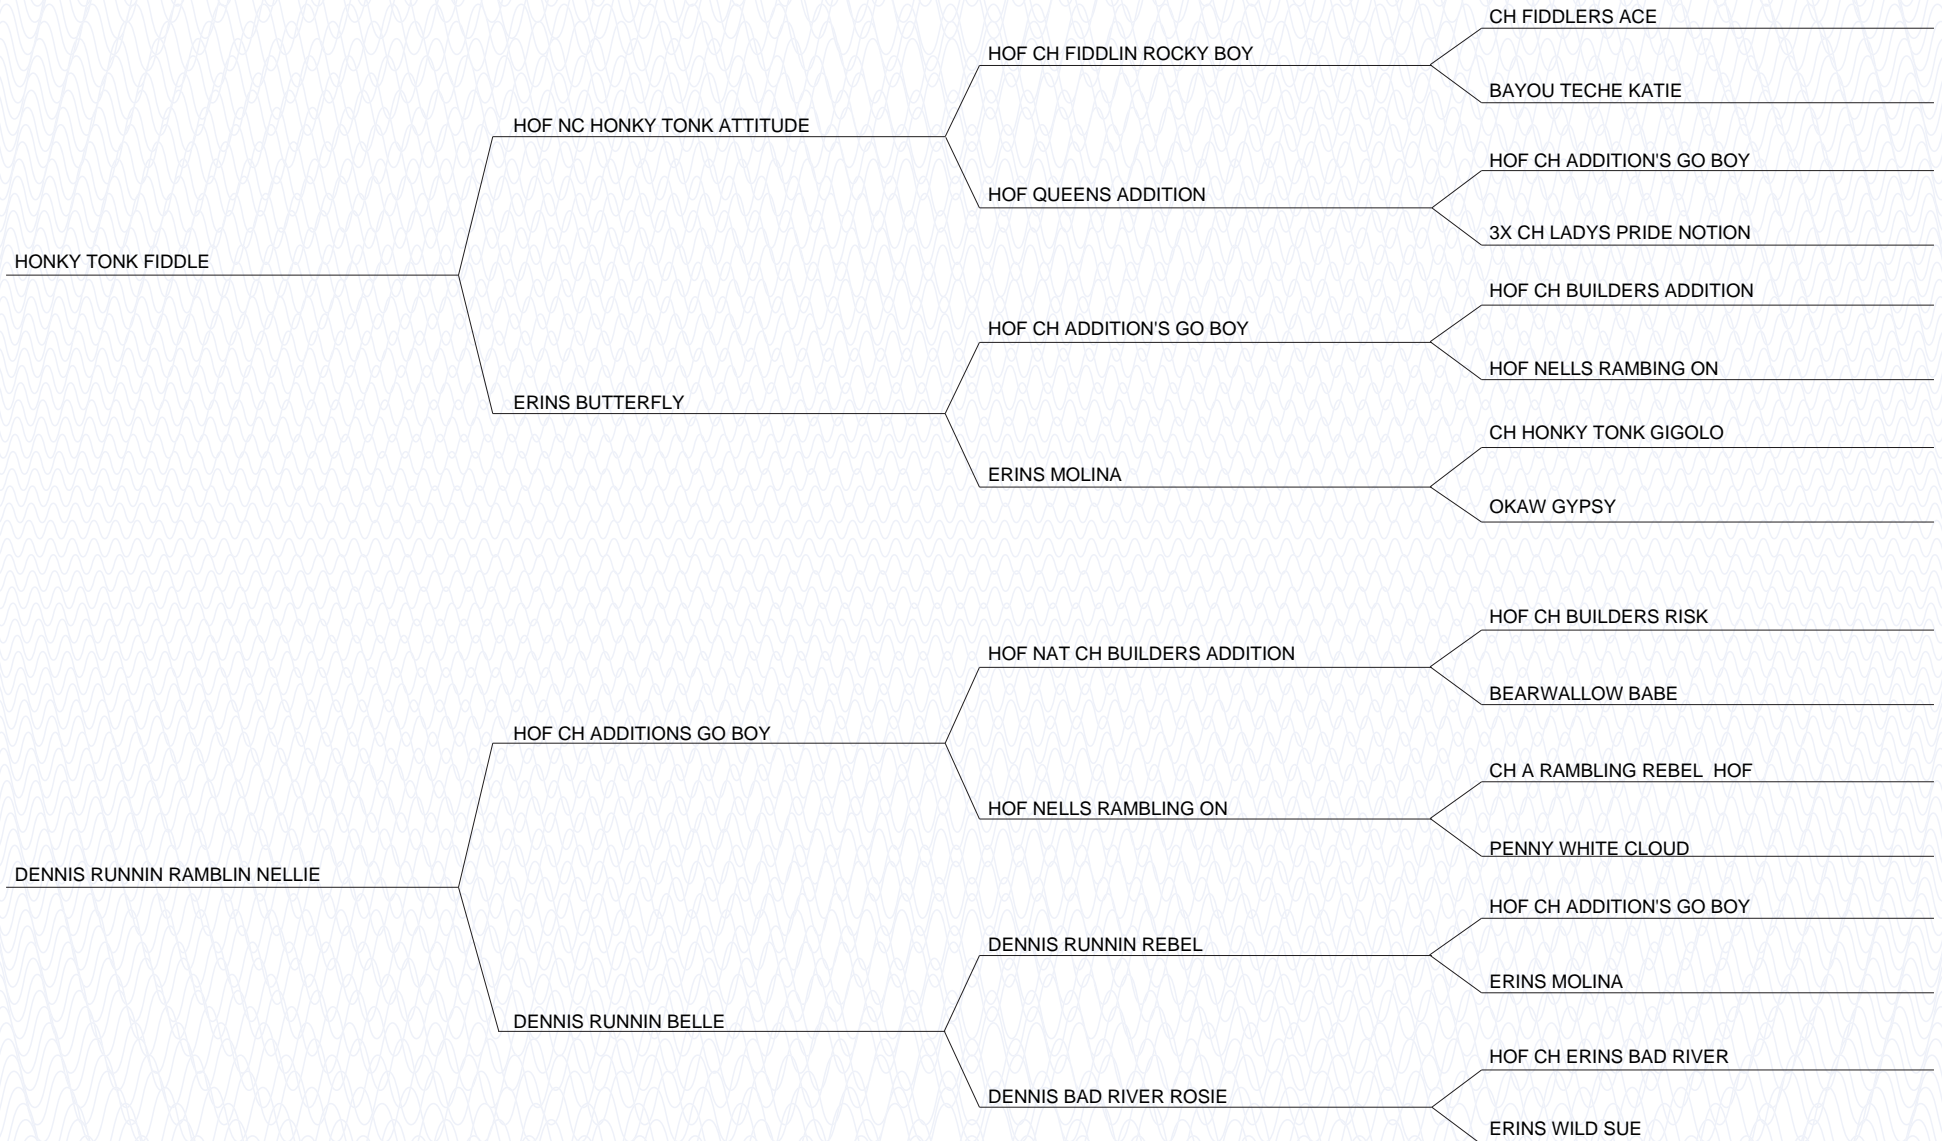 CH FIDDLERS ACE
HOF CH FIDDLIN ROCKY BOY
BAYOU TECHE KATIE
HOF NC HONKY TONK ATTITUDE
HOF CH ADDITION'S GO BOY
HOF QUEENS ADDITION
3X CH LADYS PRIDE NOTION
HONKY TONK FIDDLE
HOF CH BUILDERS ADDITION
HOF CH ADDITION'S GO BOY
HOF NELLS RAMBING ON
ERINS BUTTERFLY
CH HONKY TONK GIGOLO
ERINS MOLINA
OKAW GYPSY
HOF CH BUILDERS RISK
HOF NAT CH BUILDERS ADDITION
BEARWALLOW BABE
HOF CH ADDITIONS GO BOY
CH A RAMBLING REBEL  HOF
HOF NELLS RAMBLING ON
PENNY WHITE CLOUD
DENNIS RUNNIN RAMBLIN NELLIE
HOF CH ADDITION'S GO BOY
DENNIS RUNNIN REBEL
ERINS MOLINA
DENNIS RUNNIN BELLE
HOF CH ERINS BAD RIVER
DENNIS BAD RIVER ROSIE
ERINS WILD SUE